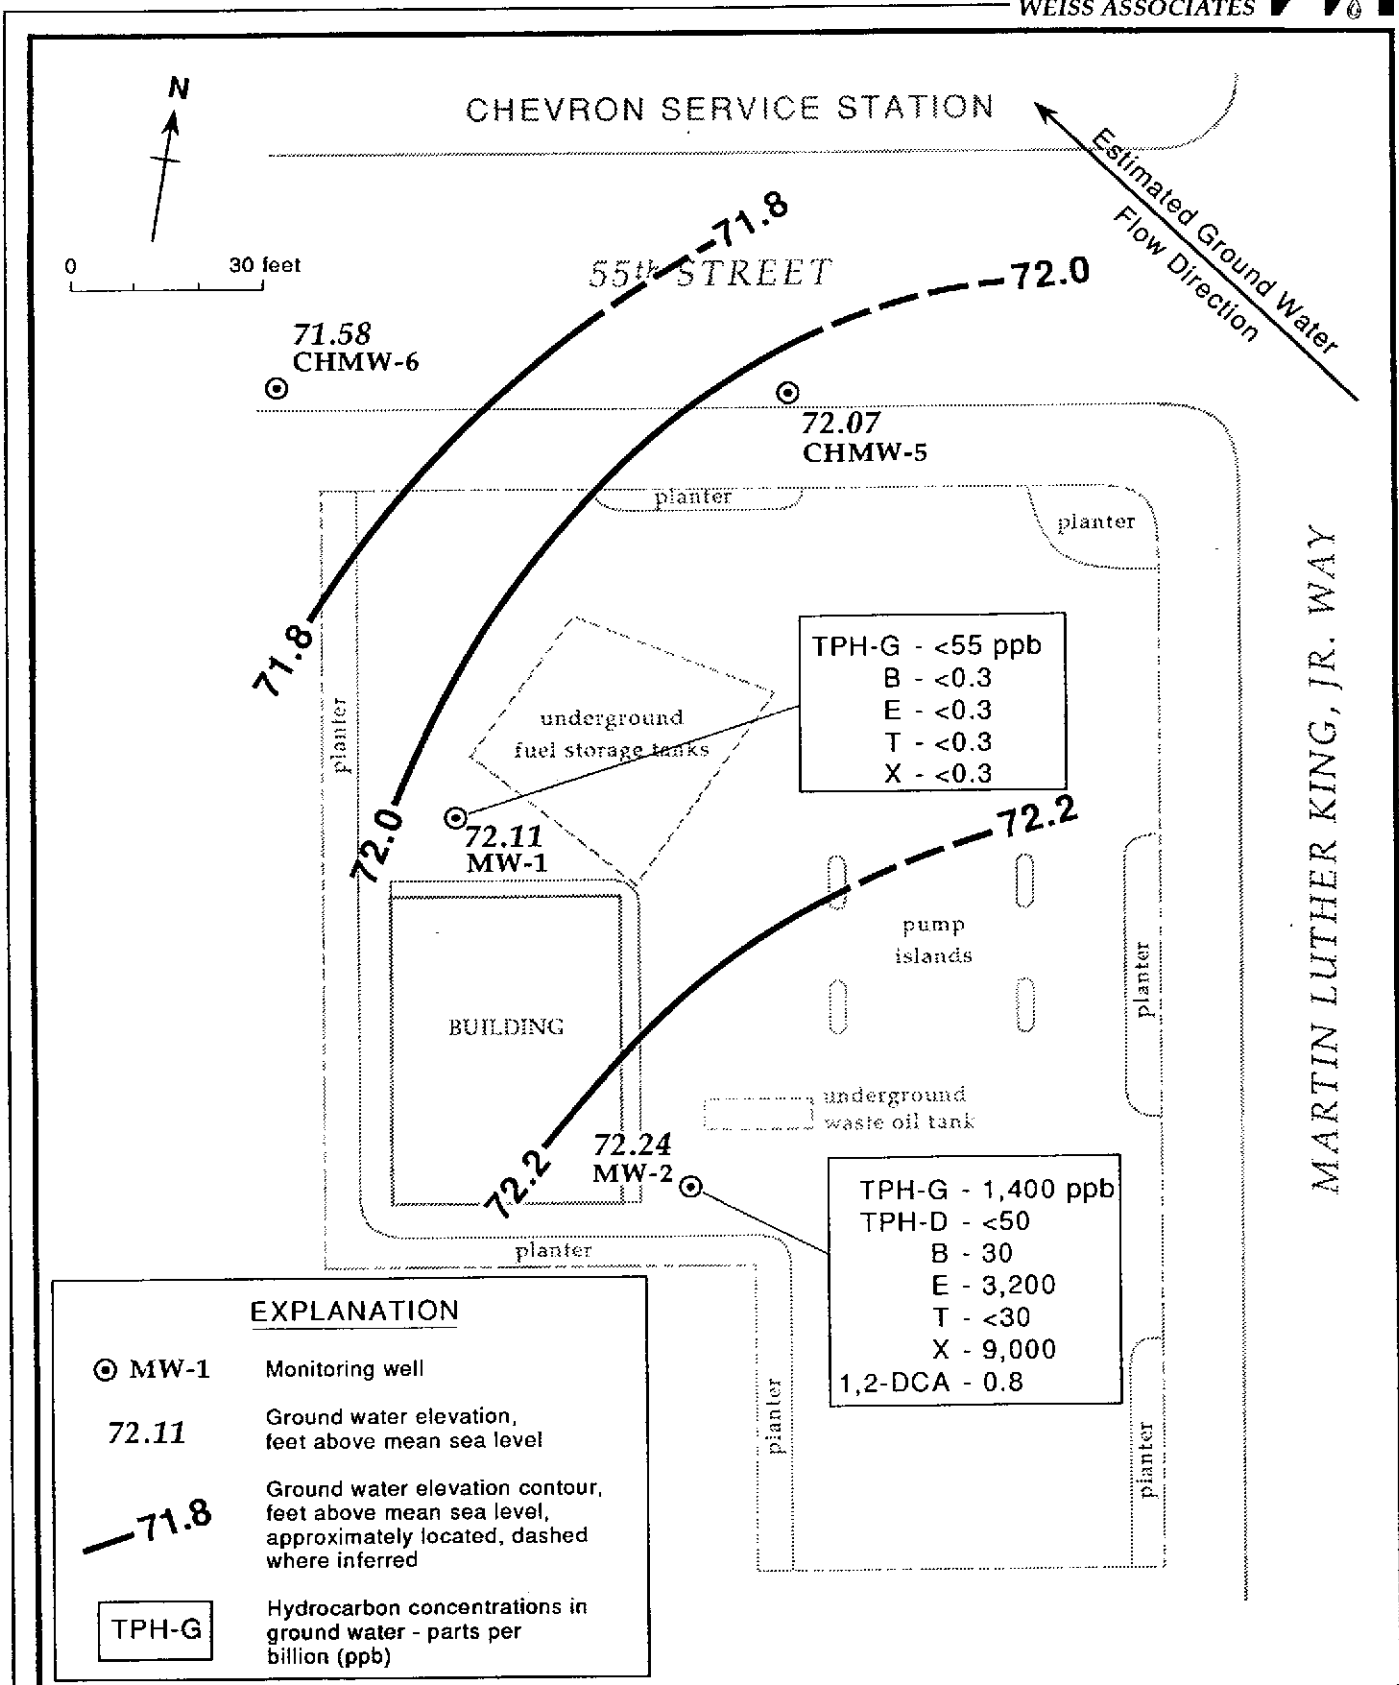 WEISS ASSOCIATES
N
CHEVRON SERVICE STATION
Estimated Ground Water
Flow Direction
0 30 feet
71.8
55th STREET
72.0
71.58
CHMW-6
72.07
CHMW-5
planter
planter
71.8
planter
underground
fuel storage tanks
TPH-G - <55 ppb
B - <0.3
E - <0.3
T - <0.3
X - <0.3
MARTIN LUTHER KING, JR. WAY
72.0
72.11
MW-1
72.2
pump
islands
planter
BUILDING
underground
waste oil tank
72.2
72.24
MW-2
TPH-G - 1,400 ppb
TPH-D - <50
B - 30
E - 3,200
T - <30
X - 9,000
1,2-DCA - 0.8
planter
planter
planter
EXPLANATION
MW-1 Monitoring well
72.11 Ground water elevation,
feet above mean sea level
71.8 Ground water elevation contour,
feet above mean sea level,
approximately located, dashed
where inferred
TPH-G Hydrocarbon concentrations in
ground water - parts per
billion (ppb)